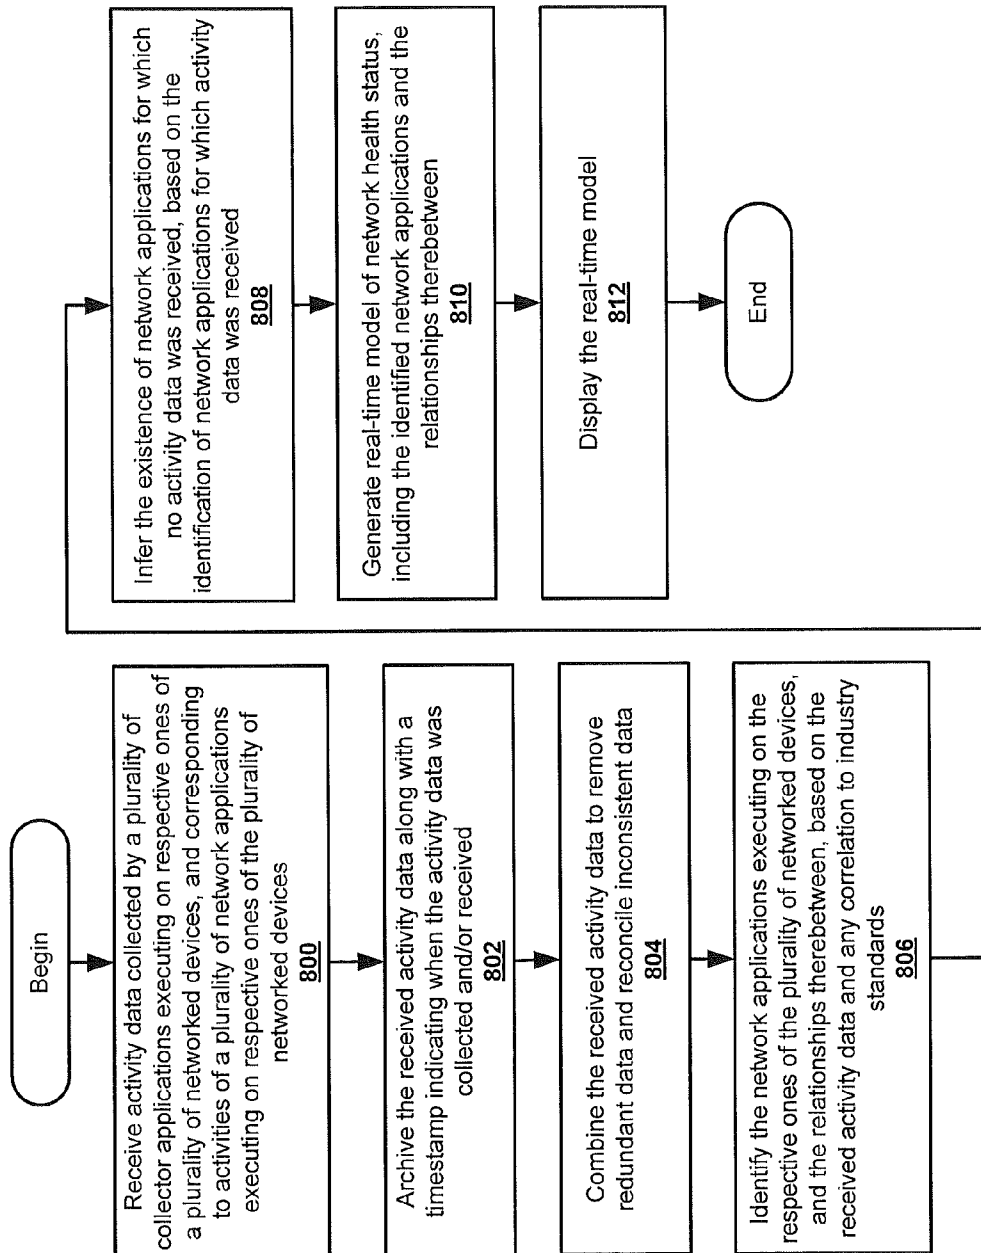 Begin
Receive activity data collected by a plurality of
collector applications executing on respective ones of
a plurality of networked devices, and corresponding
to activities of a plurality of network applications
executing on respective ones of the plurality of
networked devices
800
Archive the received activity data along with a
timestamp indicating when the activity data was
collected and/or received
802
Combine the received activity data to remove
redundant data and reconcile inconsistent data
804
Identify the network applications executing on the
respective ones of the plurality of networked devices,
and the relationships therebetween, based on the
received activity data and any correlation to industry
standards
806
Infer the existence of network applications for which
no activity data was received, based on the
identification of network applications for which activity
data was received
808
Generate real-time model of network health status,
including the identified network applications and the
relationships therebetween
810
Display the real-time model
812
End